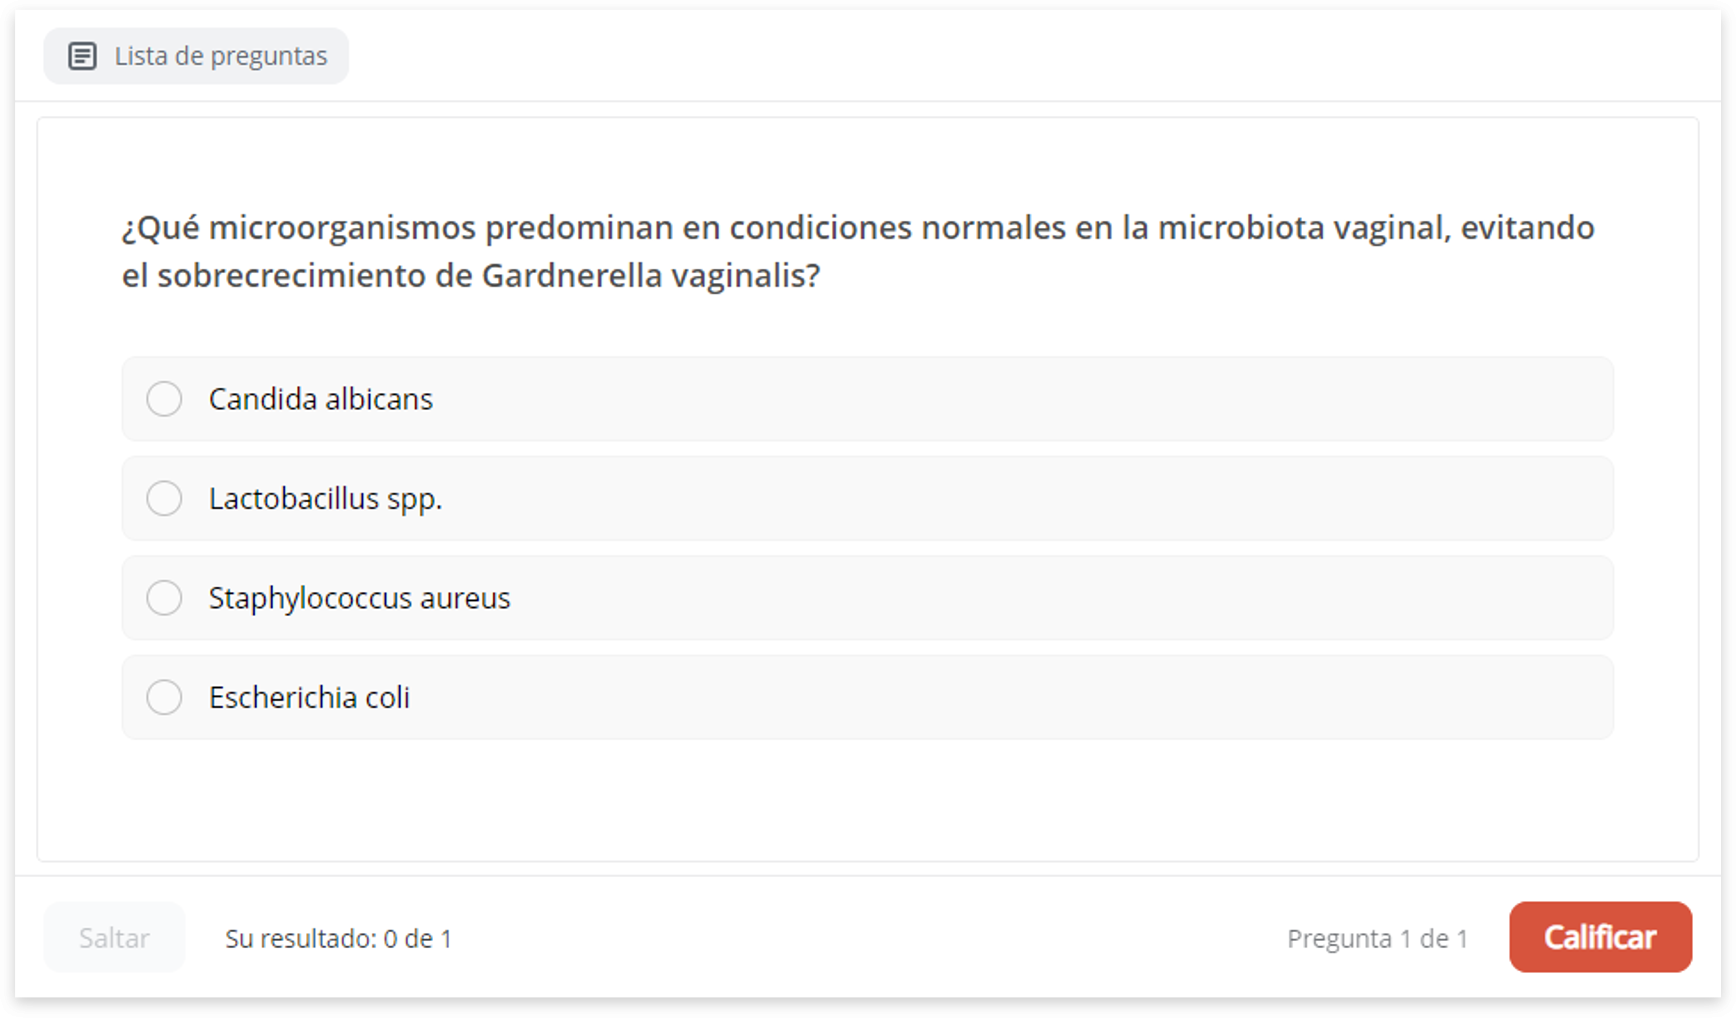 Lista de preguntas
¿Qué microorganismos predominan en condiciones normales en la microbiota vaginal, evitando
el sobrecrecimiento de Gardnerella vaginalis?
Candida albicans
Lactobacillus spp.
Staphylococcus aureus
Escherichia coli
Saltar
Su resultado: 0 de 1
Pregunta 1 de 1
Calificar